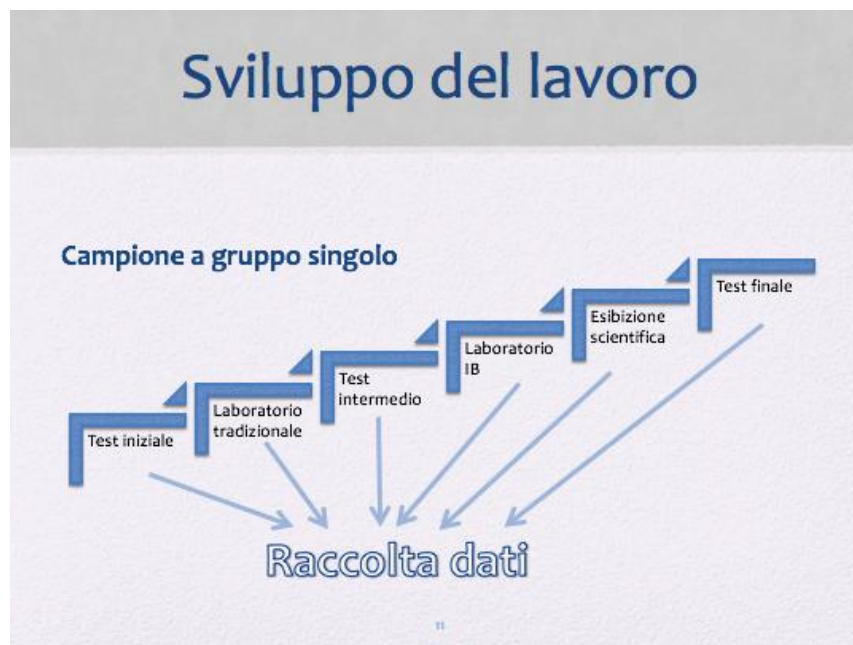 Sviluppo del lavoro
Campione a gruppo singolo
Test iniziale
Laboratorio
tradizionale
Test
intermedio
Laboratorio
IB
Esibizione
scientifica
Test finale
Raccolta dati
11